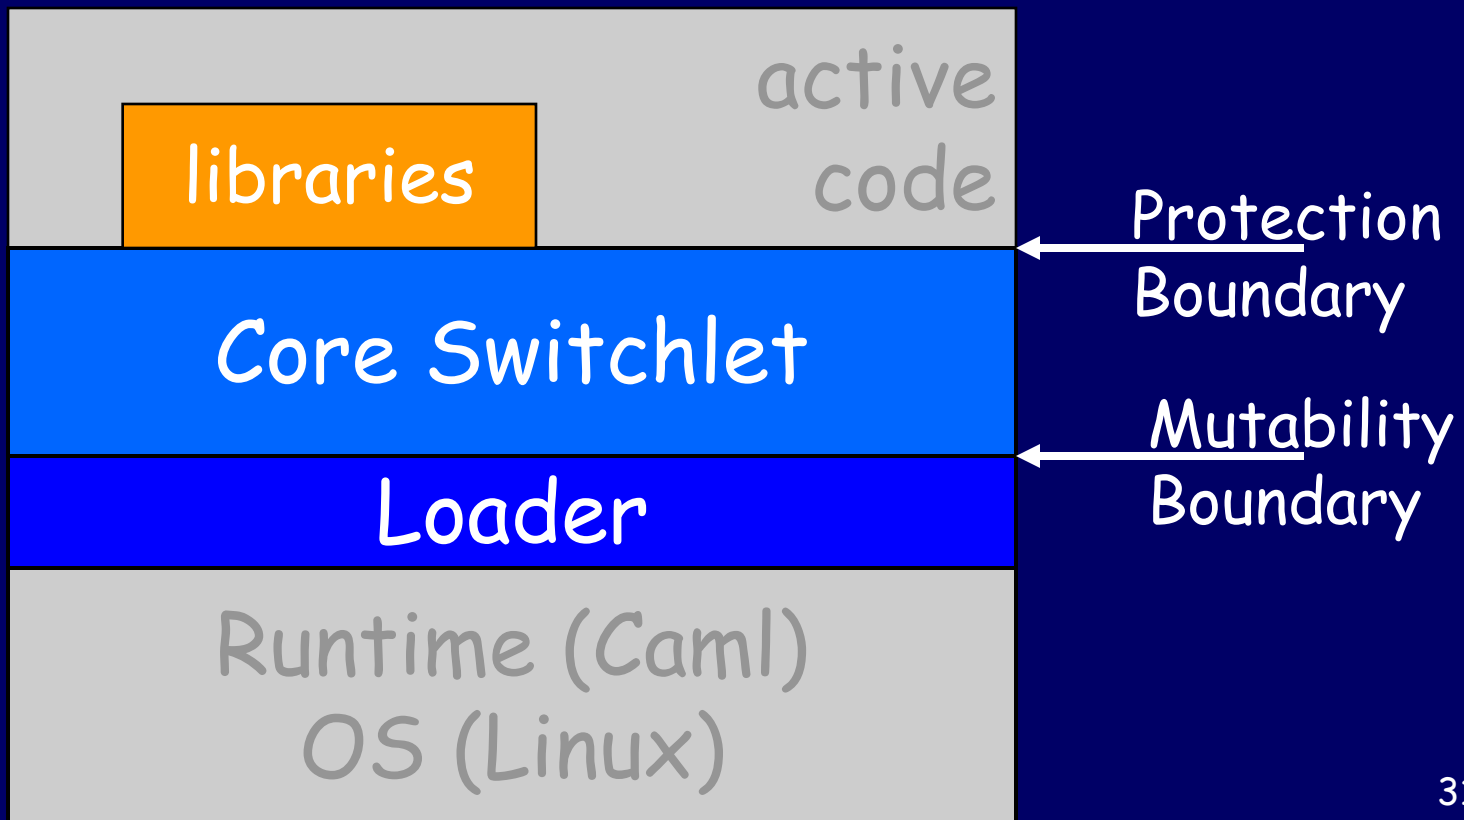 active
code
libraries
Protection
Boundary
Core Switchlet
Mutability
Boundary
Loader
Runtime (Caml)
OS (Linux)